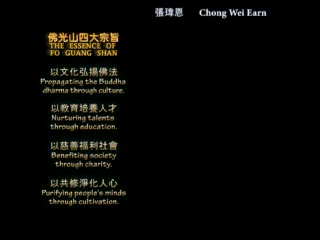 張瑋恩 Chong Wei Earn
佛光山四大宗旨
THE ESSENCE OF
FO GUANG SHAN
以文化弘揚佛法
Propagating the Buddha
dharma through culture.
以教育培養人才
Nurturing talents
through education.
以慈善福利社會
Benefiting society
through charity.
以共修淨化人心
Purifying people's minds
through cultivation.